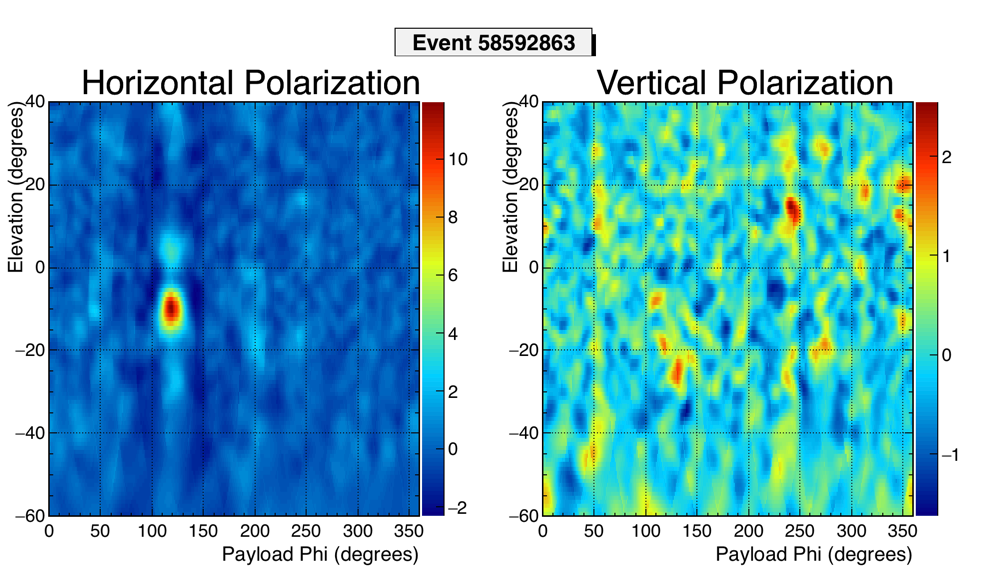 Event 58592863
Horizontal Polarization
Elevation (degrees)
40
20
0
−20
−40
−60
0 50 100 150 200 250 300 350
Payload Phi (degrees)
10
8
6
4
2
0
−2
Vertical Polarization
Elevation (degrees)
40
20
0
−20
−40
−60
0 50 100 150 200 250 300 350
Payload Phi (degrees)
2
1
0
−1